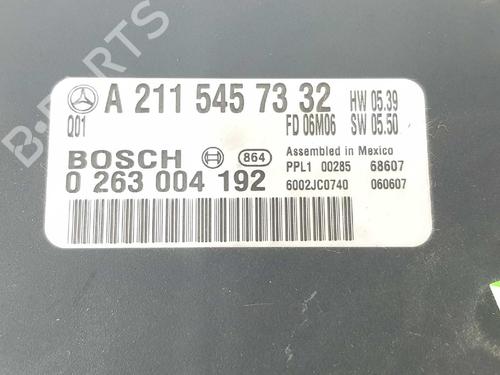 B-PARTS
A 211 545 73 32 HW 05.39
Q01 FD 06M06 SW 05.50
BOSCH 864 Assembled in Mexico
PPL1 00285 68607
0 263 004 192 6002JC0740 060607